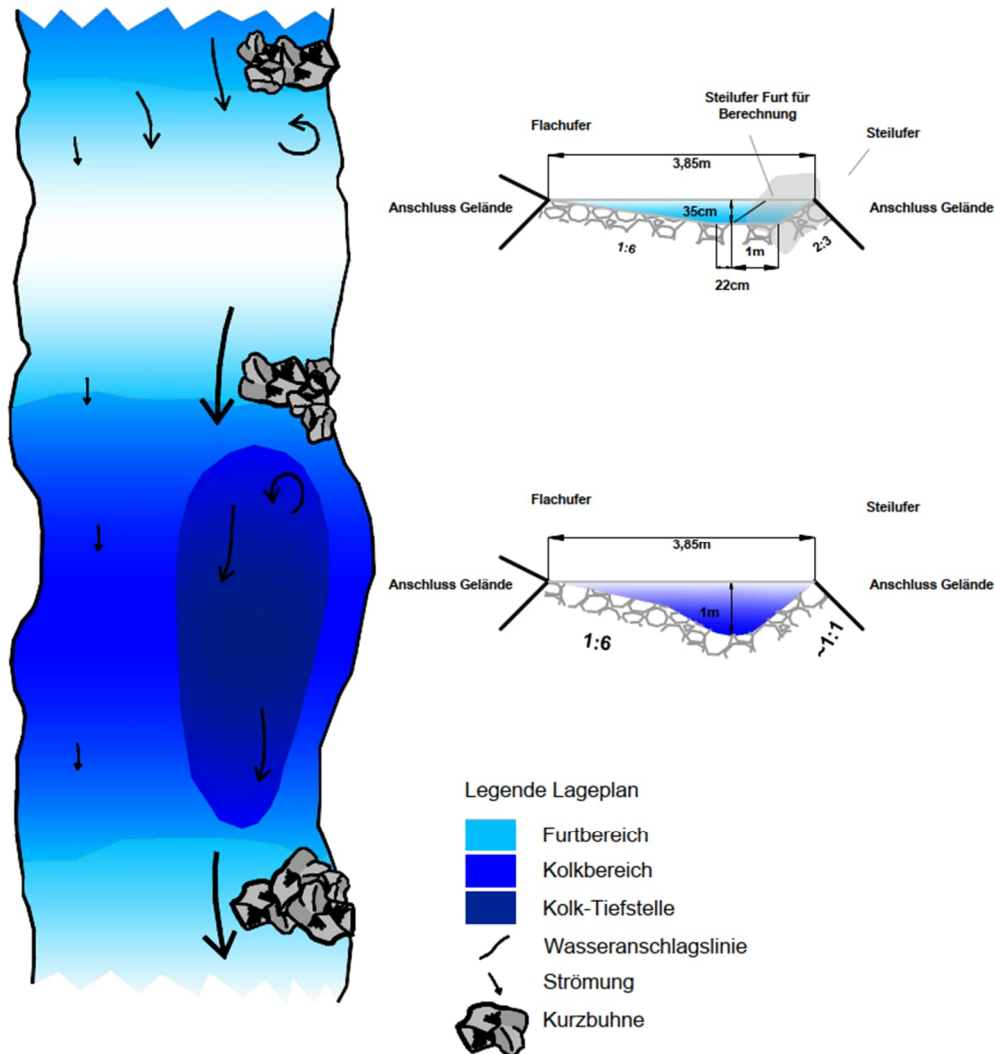 Steilufer Furt für
Berechnung
Flachufer
Steilufer
3,85m
Anschluss Gelände
35cm
Anschluss Gelände
1:6
1m
2:3
22cm
Flachufer
Steilufer
3,85m
Anschluss Gelände
1m
Anschluss Gelände
1:6
~1:1
Legende Lageplan
Furtbereich
Kolkbereich
Kolk-Tiefstelle
Wasseranschlagslinie
Strömung
Kurzbuhne